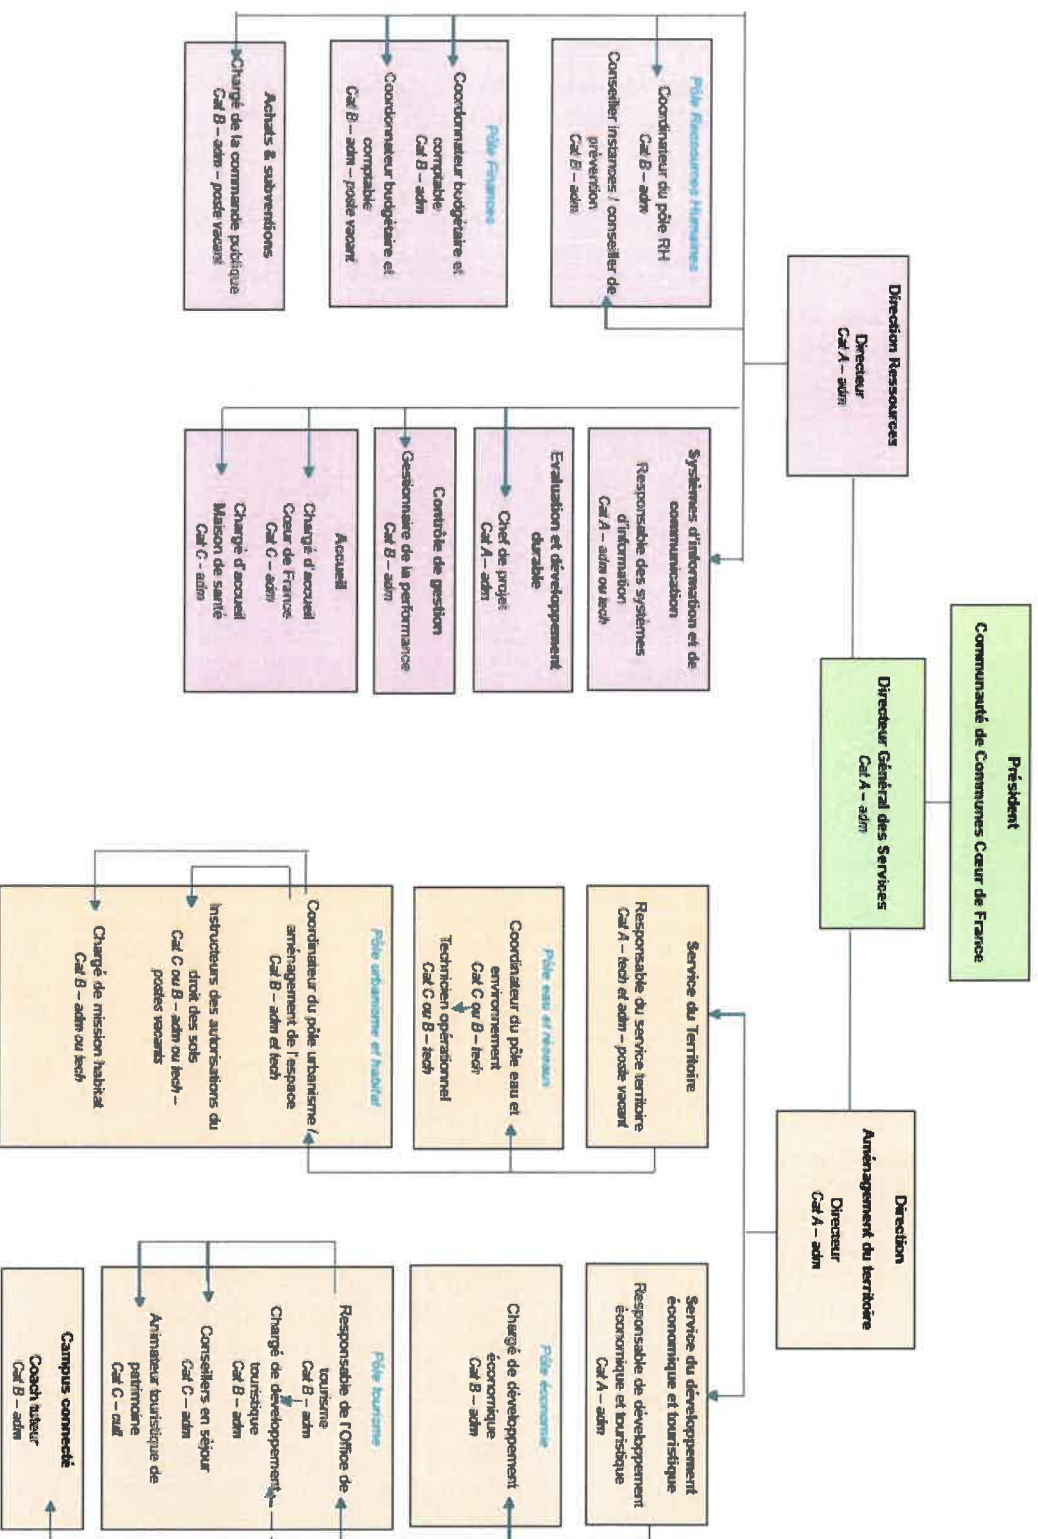 Président
Communauté de Communes Cœur de France
Directeur Général des Services
Cat A – adm
Direction Ressources
Directeur
Cat A – adm
Pôle Ressources Humaines
Coordinateur du pôle RH
Cat B – adm
Conseiller instances / conseiller de
prévention
Cat B – adm
Pôle Finances
Coordonnateur budgétaire et
comptable
Cat B – adm
Coordonnateur budgétaire et
comptable
Cat B – adm – poste vacant
Achats & subventions
Chargé de la commande publique
Cat B – adm – poste vacant
Systèmes d'information et de
communication
Responsable des systèmes
d'information
Cat A – adm ou tech
Evaluation et développement
durable
Chef de projet
Cat A – adm
Contrôle de gestion
Gestionnaire de la performance
Cat B – adm
Accueil
Chargé d'accueil
Cœur de France
Cat C – adm
Chargé d'accueil
Maison de santé
Cat C - adm
Direction
Aménagement du territoire
Directeur
Cat A – adm
Service du Territoire
Responsable du service territoire
Cat A – tech et adm – poste vacant
Pôle eau et réseaux
Coordinateur du pôle eau et
environnement
Cat C ou B – tech
Technicien opérationnel
Cat C ou B – tech
Pôle urbanisme et habitat
Coordinateur du pôle urbanisme /
aménagement de l'espace
Cat B – adm et tech
Instructeurs des autorisations du
droit des sols
Cat C ou B – adm ou tech –
postes vacants
Chargé de mission habitat
Cat B – adm ou tech
Service du développement
économique et touristique
Responsable de développement
économique et touristique
Cat A – adm
Pôle économie
Chargé de développement
économique
Cat B – adm
Pôle tourisme
Responsable de l'Office de
tourisme
Cat B – adm
Chargé de développement
touristique
Cat B – adm
Conseillers en séjour
Cat C – adm
Animateur touristique de
patrimoine
Cat C – cult
Campus connecté
Coach tuteur
Cat B – adm